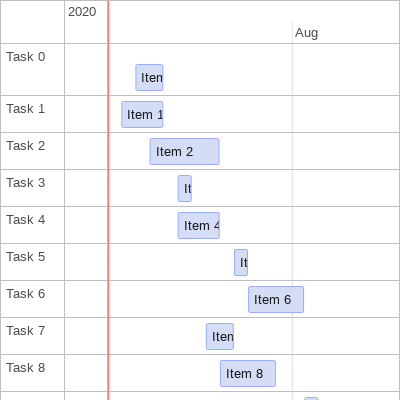 2020
Aug
Task 0
Item
Task 1
Item 1
Task 2
Item 2
Task 3
It
Task 4
Item 4
Task 5
It
Task 6
Item 6
Task 7
Item
Task 8
Item 8